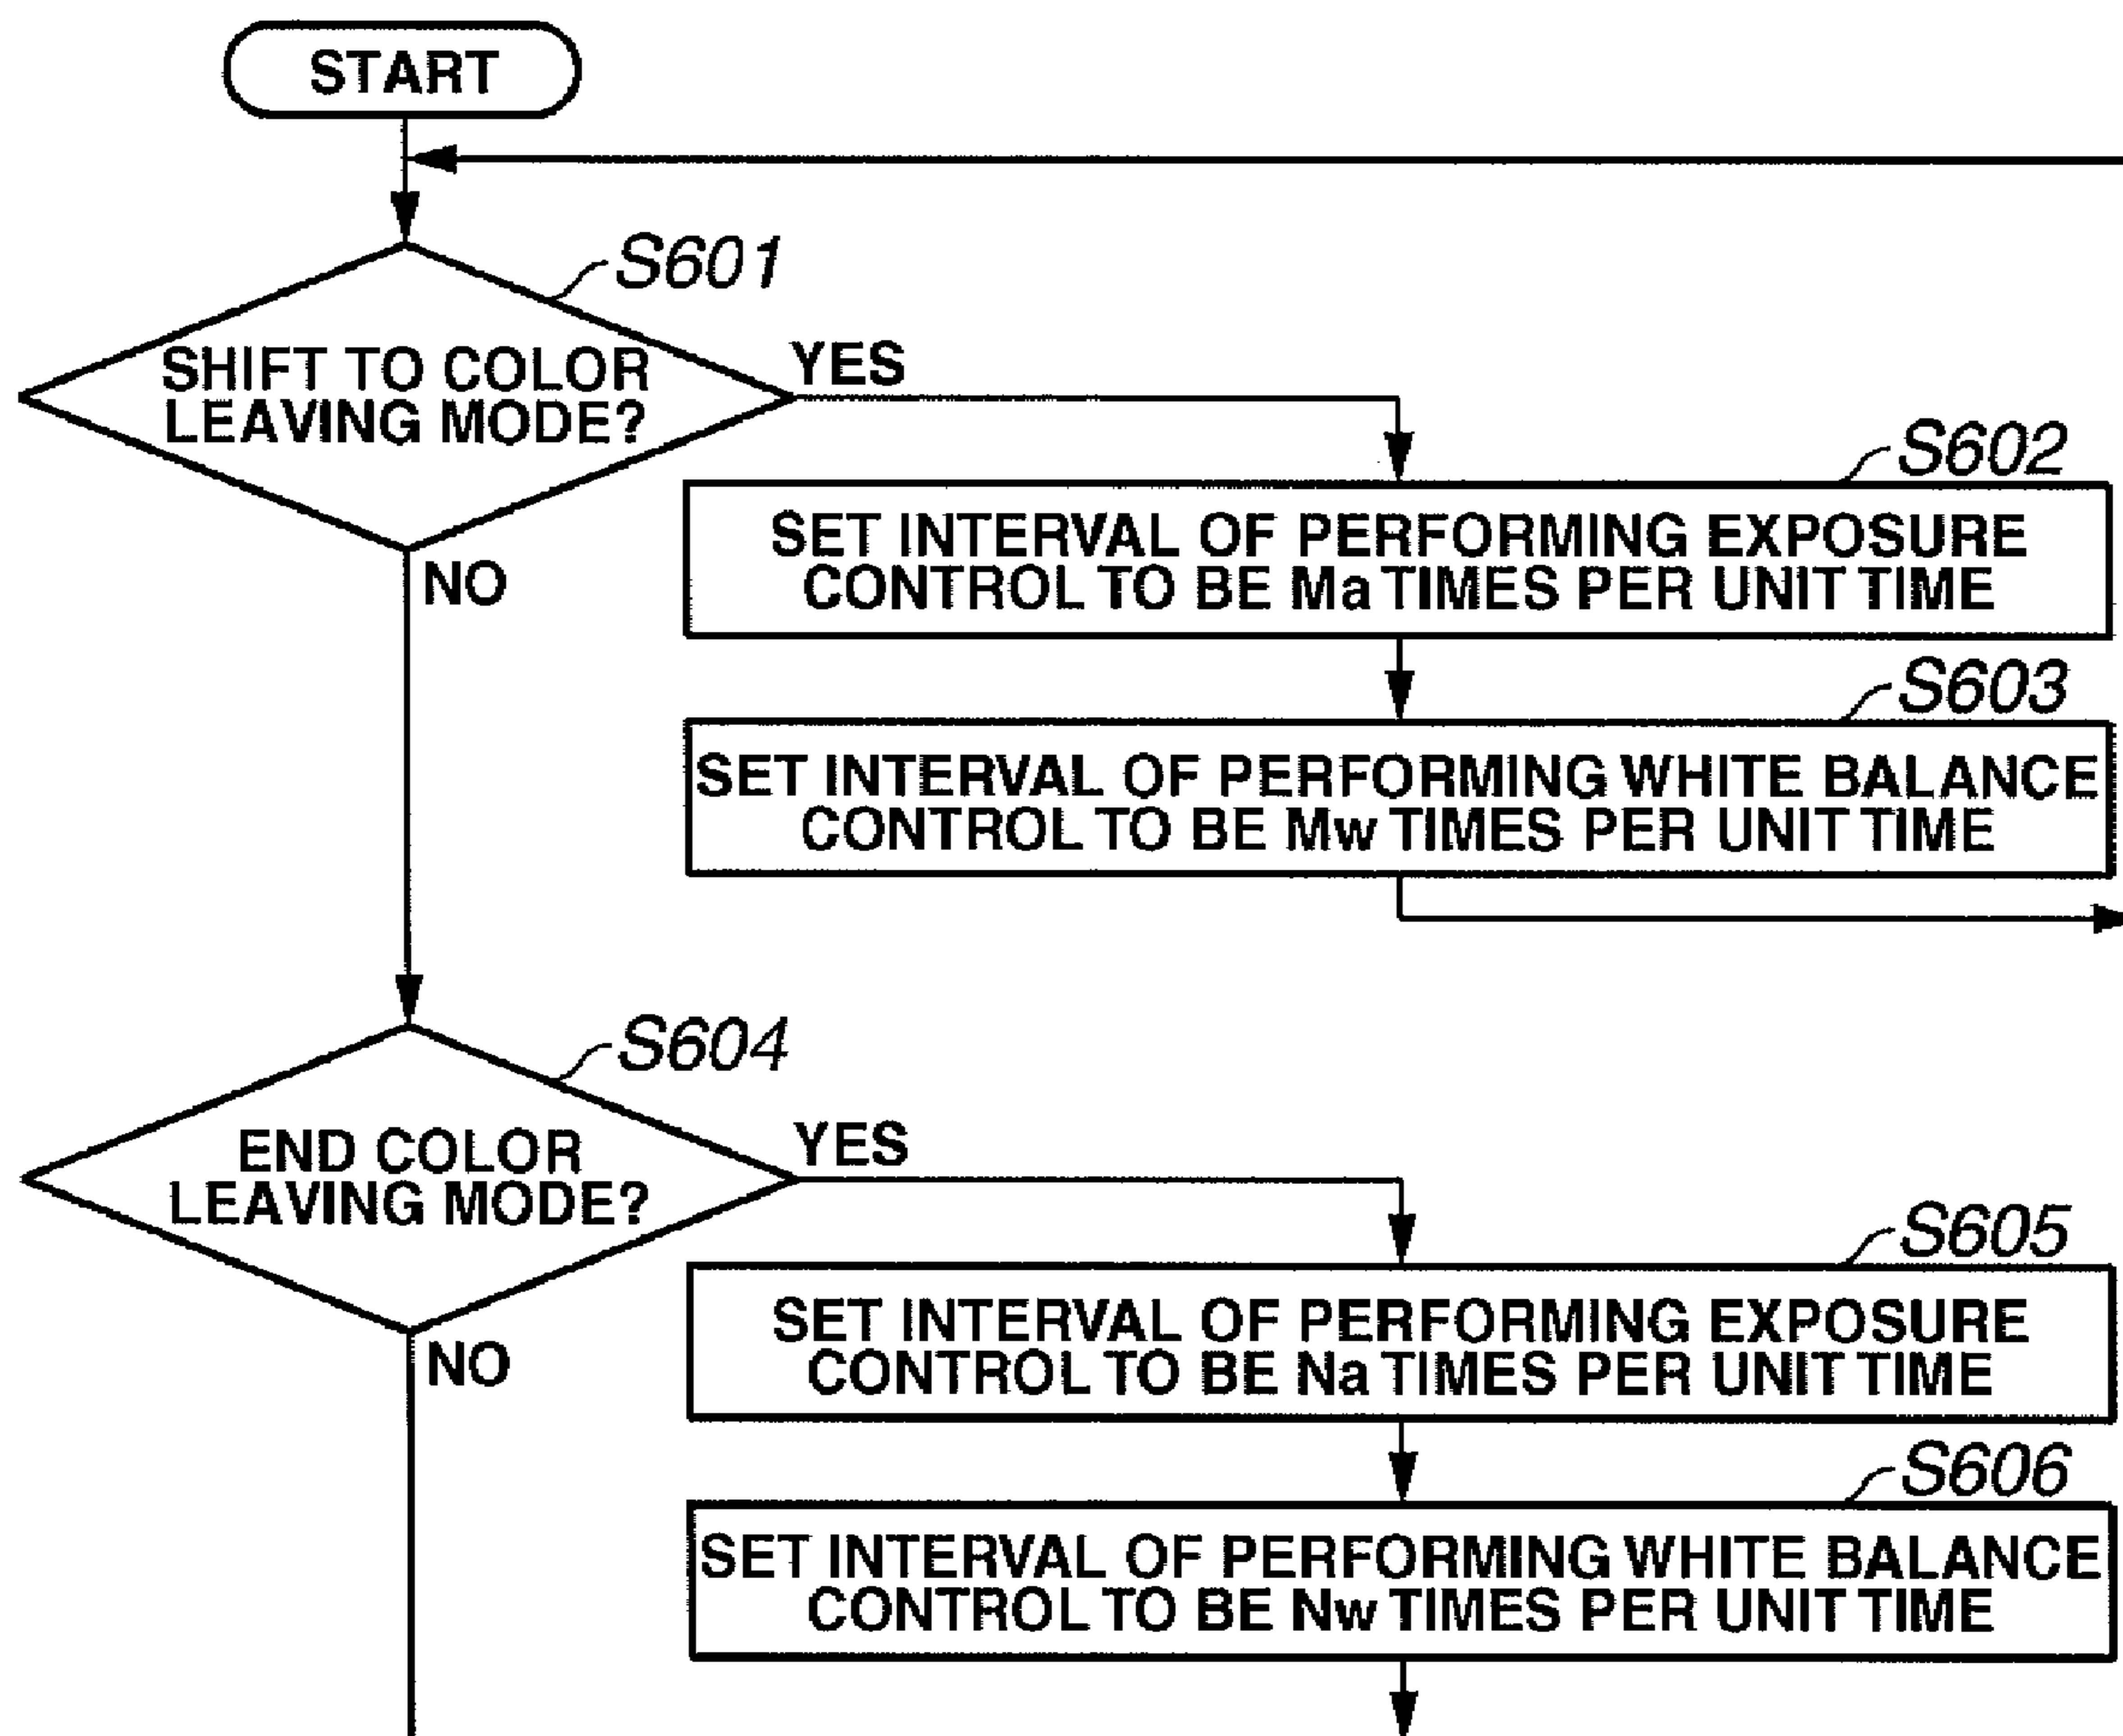 START
S601
SHIFT TO COLOR
LEAVING MODE?
YES
NO
S602
SET INTERVAL OF PERFORMING EXPOSURE
CONTROL TO BE Ma TIMES PER UNIT TIME
S603
SET INTERVAL OF PERFORMING WHITE BALANCE
CONTROL TO BE Mw TIMES PER UNIT TIME
S604
END COLOR
LEAVING MODE?
YES
NO
S605
SET INTERVAL OF PERFORMING EXPOSURE
CONTROL TO BE Na TIMES PER UNIT TIME
S606
SET INTERVAL OF PERFORMING WHITE BALANCE
CONTROL TO BE Nw TIMES PER UNIT TIME